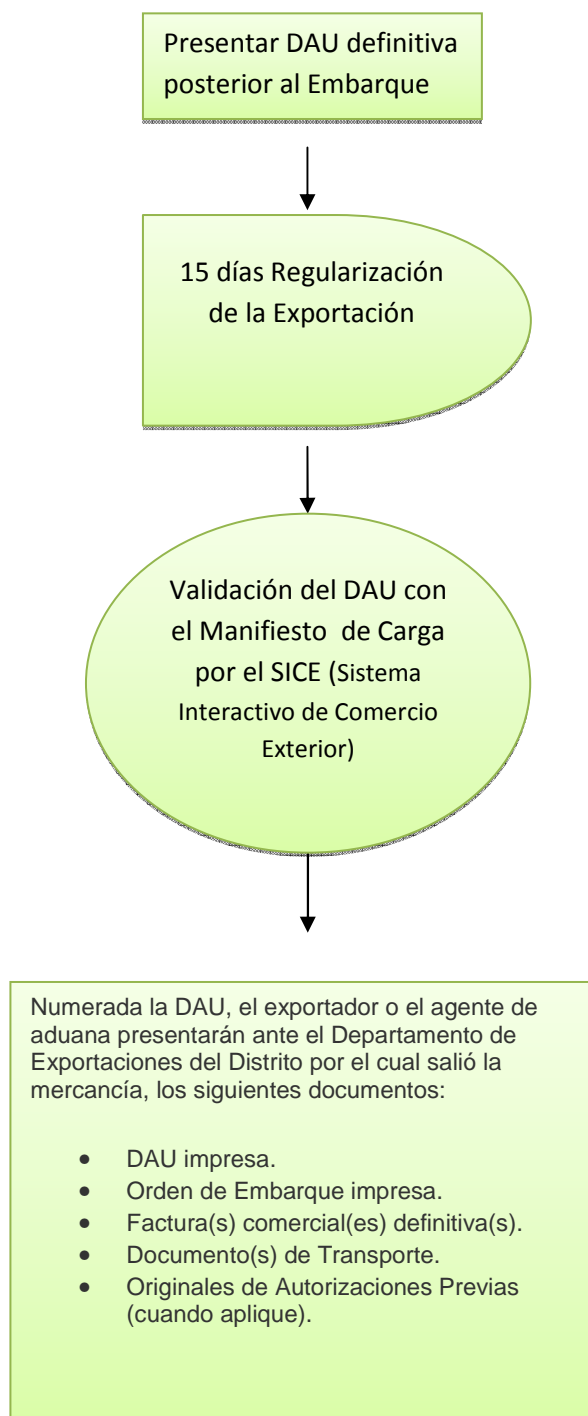 Presentar DAU definitiva
posterior al Embarque
15 días Regularización
de la Exportación
Validación del DAU con
el Manifiesto de Carga
por el SICE (Sistema
Interactivo de Comercio
Exterior)
Numerada la DAU, el exportador o el agente de
aduana presentarán ante el Departamento de
Exportaciones del Distrito por el cual salió la
mercancía, los siguientes documentos:
• DAU impresa.
• Orden de Embarque impresa.
• Factura(s) comercial(es) definitiva(s).
• Documento(s) de Transporte.
• Originales de Autorizaciones Previas
(cuando aplique).